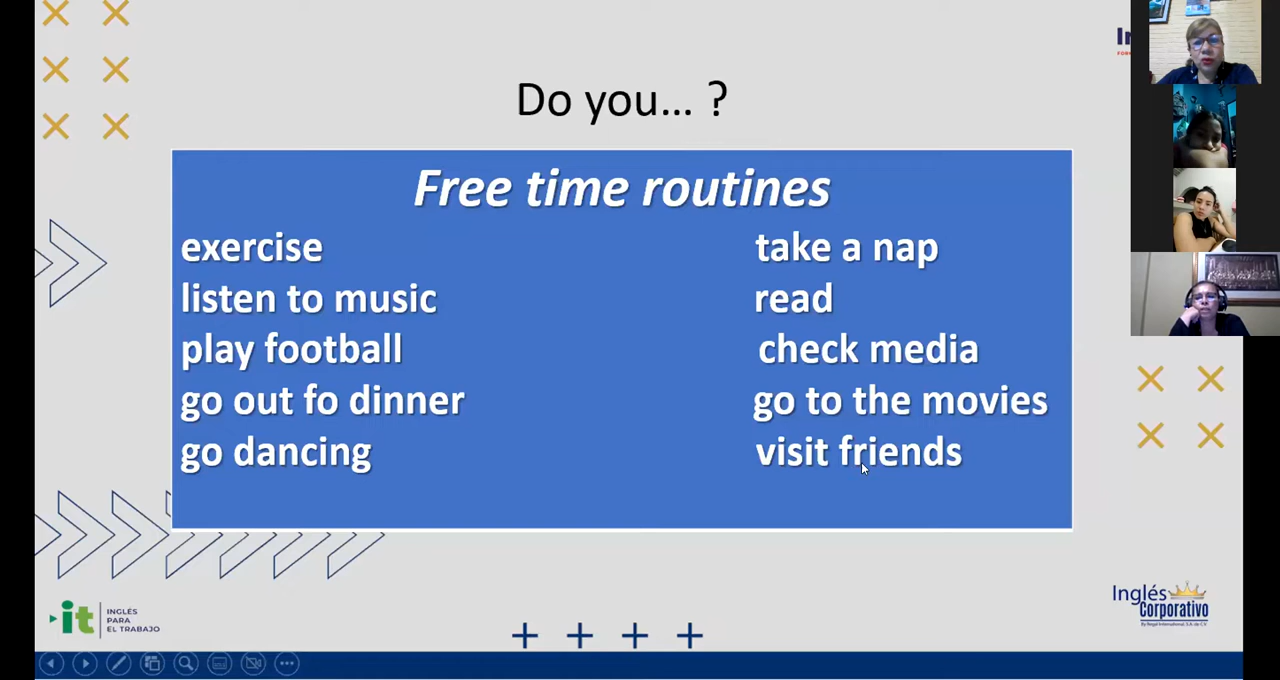 Do you... ?
Free time routines
exercise
listen to music
play football
go out fo dinner
go dancing
take a nap
read
check media
go to the movies
visit friends
it
INGLÉS
PARA
EL TRABAJO
Inglés
Corporativo